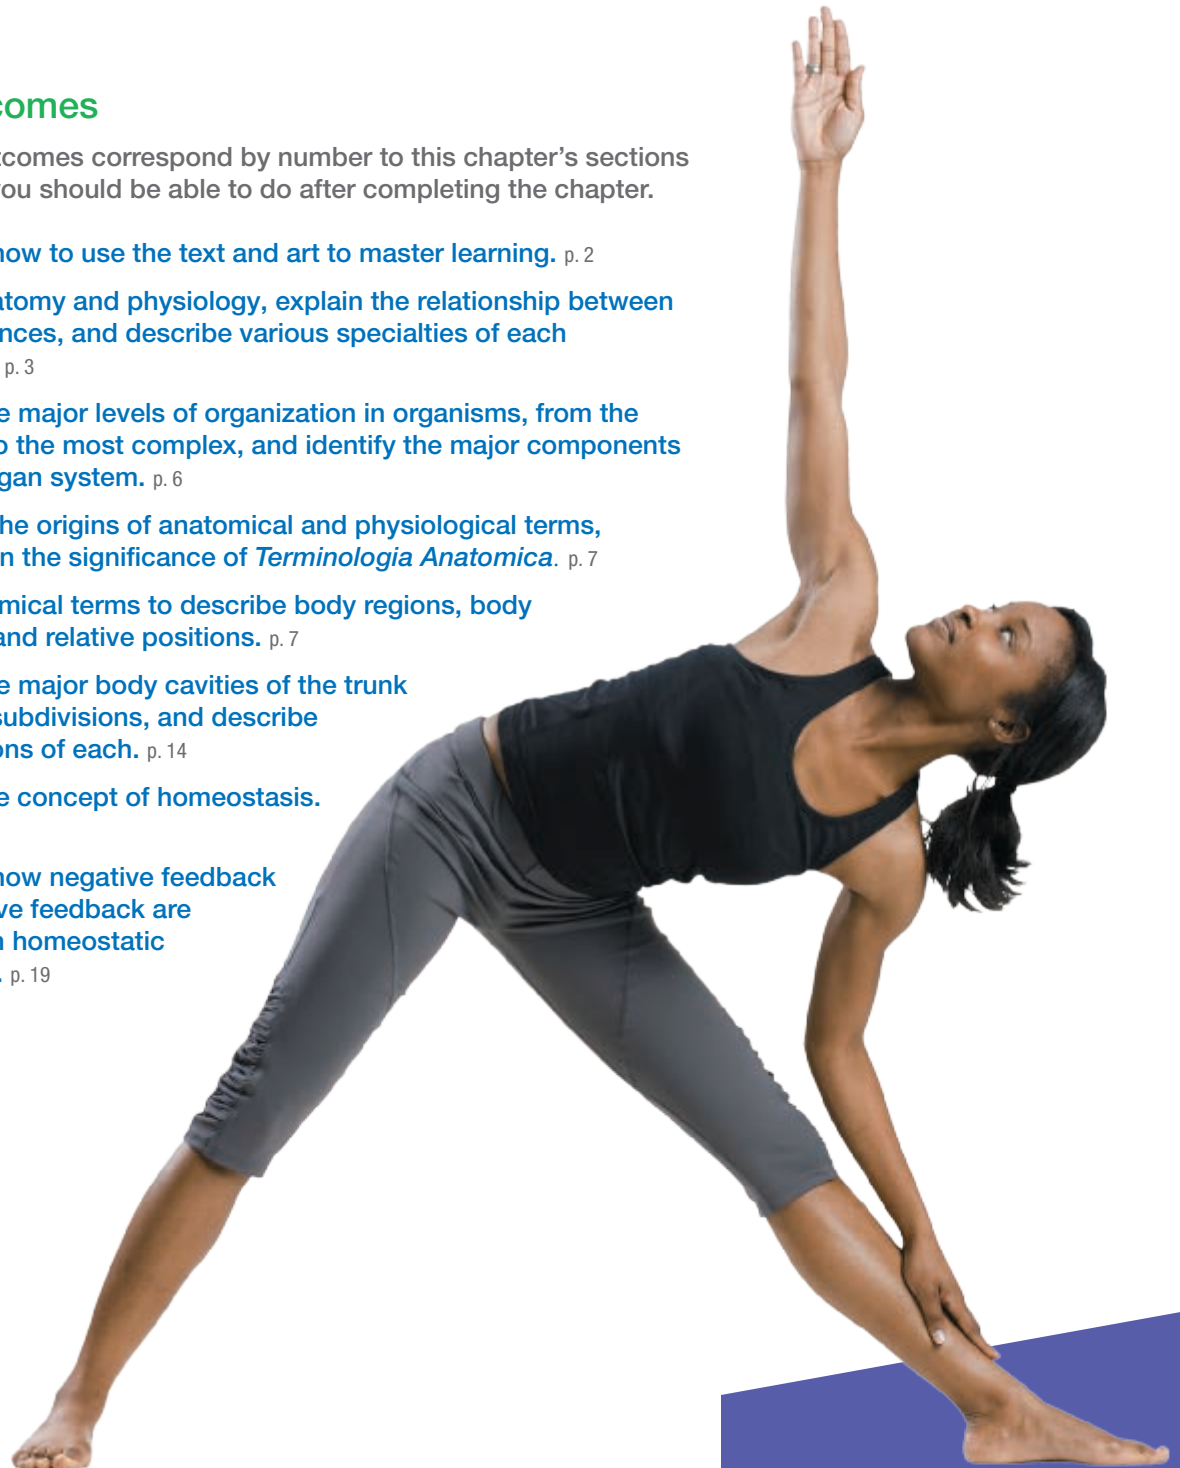 comes
tcomes correspond by number to this chapter’s sections
you should be able to do after completing the chapter.
how to use the text and art to master learning. p. 2
atomy and physiology, explain the relationship between
nces, and describe various specialties of each
p. 3
e major levels of organization in organisms, from the
o the most complex, and identify the major components
gan system. p. 6
he origins of anatomical and physiological terms,
n the significance of Terminologia Anatomica. p. 7
mical terms to describe body regions, body
and relative positions. p. 7
e major body cavities of the trunk
subdivisions, and describe
ons of each. p. 14
e concept of homeostasis.
how negative feedback
ve feedback are
n homeostatic
. p. 19